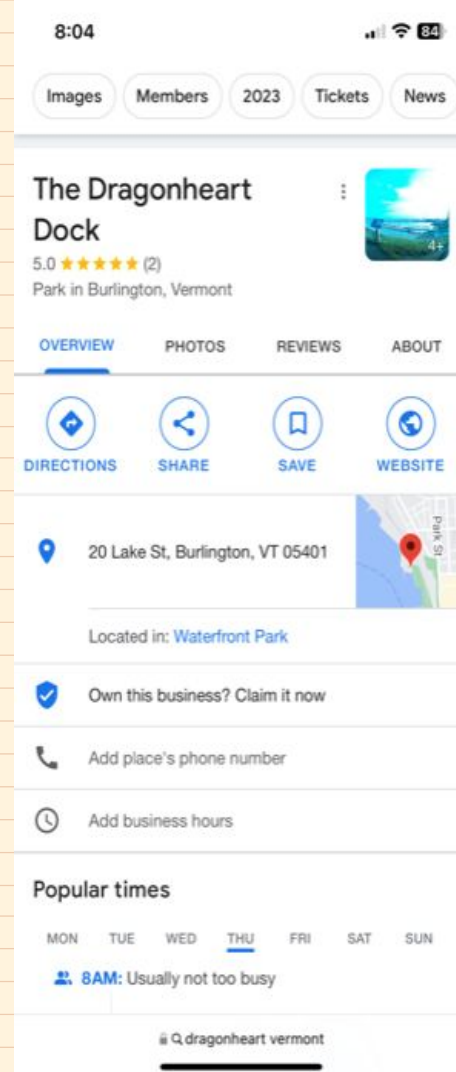 8:04 84
Images Members 2023 Tickets News
The Dragonheart
Dock
5.0 ★★★★★ (2)
4+
Park in Burlington, Vermont
OVERVIEW PHOTOS REVIEWS ABOUT
DIRECTIONS SHARE SAVE WEBSITE
20 Lake St, Burlington, VT 05401
Park St
Located in: Waterfront Park
Own this business? Claim it now
Add place's phone number
Add business hours
Popular times
MON TUE WED THU FRI SAT SUN
8AM: Usually not too busy
dragonheart vermont